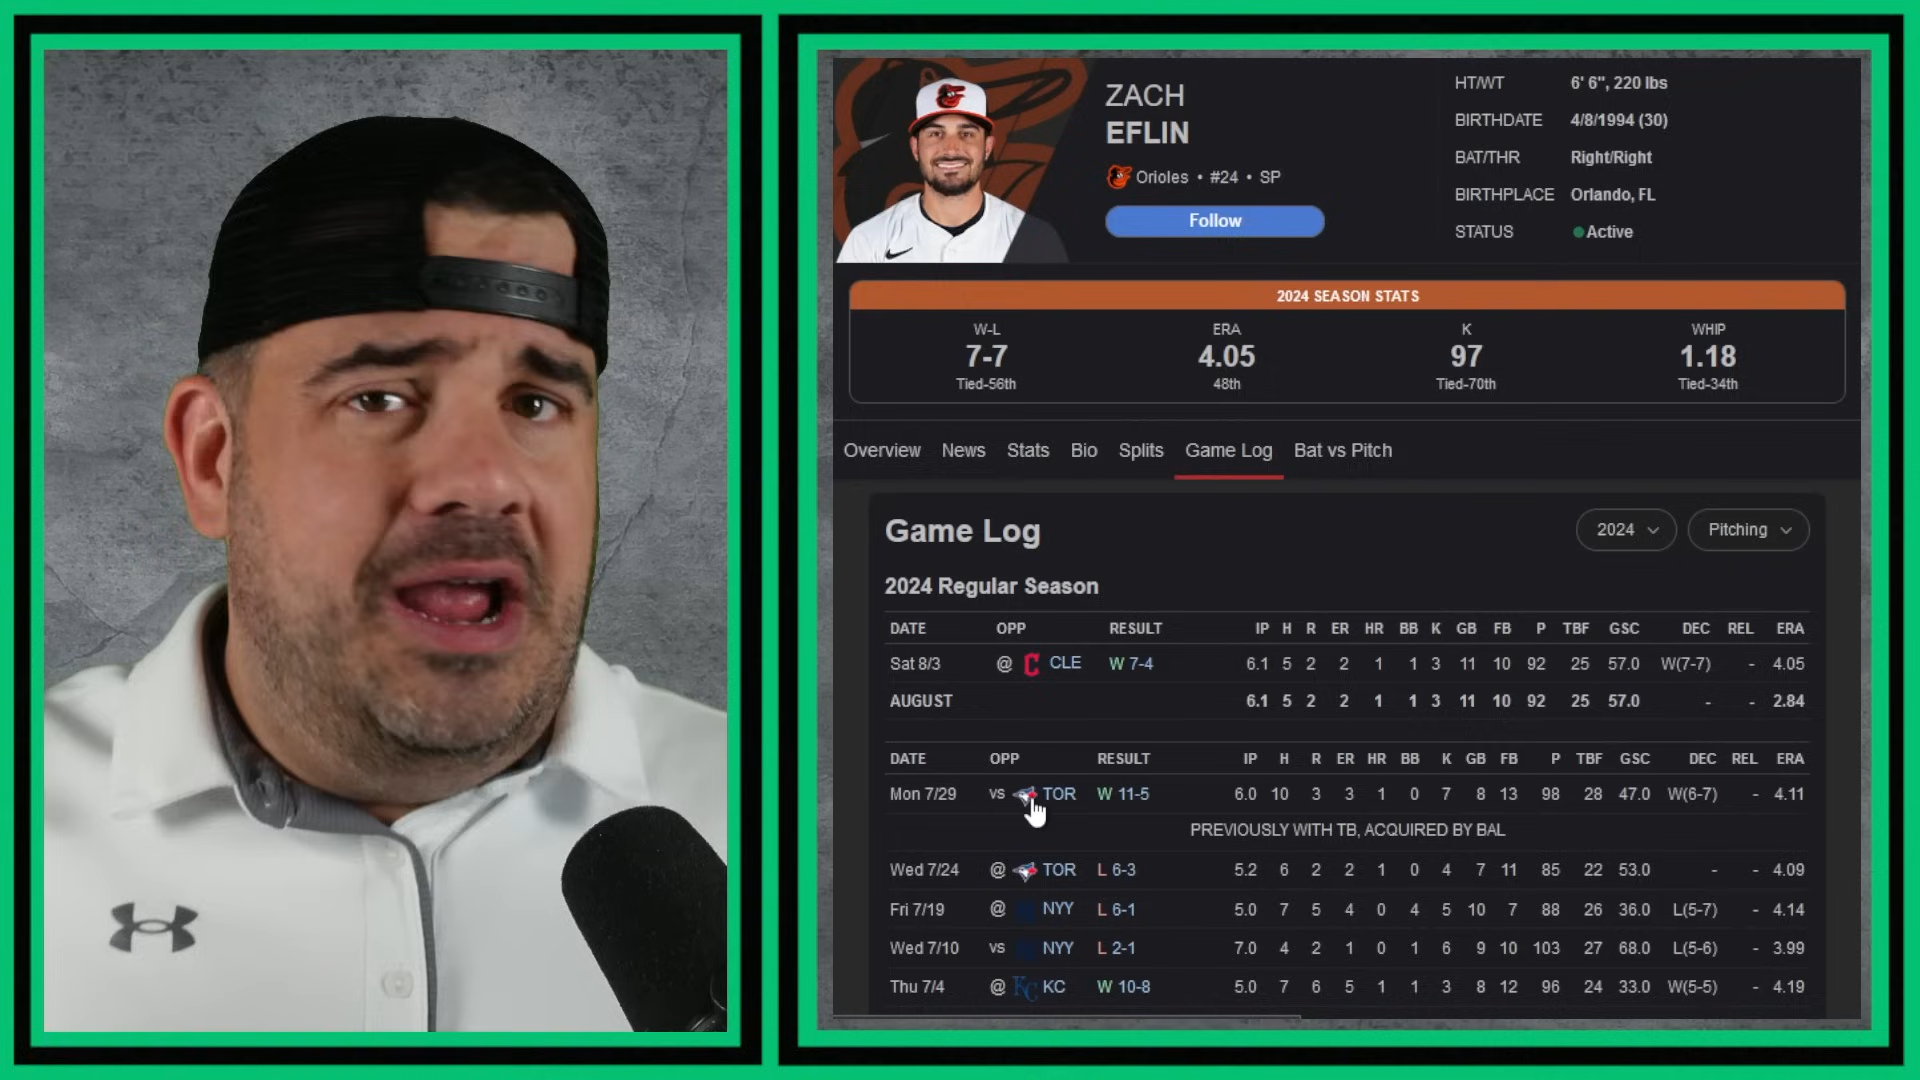 ZACH
EFLIN
Orioles • #24 • SP
Follow
HT/WT 6' 6", 220 lbs
BIRTHDATE 4/8/1994 (30)
BAT/THR Right/Right
BIRTHPLACE Orlando, FL
STATUS Active
2024 SEASON STATS
W-L ERA K WHIP
7-7 4.05 97 1.18
Tied-56th 48th Tied-70th Tied-34th
Overview News Stats Bio Splits Game Log Bat vs Pitch
Game Log 2024 Pitching
2024 Regular Season
DATE OPP RESULT IP H R ER HR BB K GB FB P TBF GSC DEC REL ERA
Sat 8/3 @ CLE W 7-4 6.1 5 2 2 1 1 3 11 10 92 25 57.0 W(7-7) - 4.05
AUGUST 6.1 5 2 2 1 1 3 11 10 92 25 57.0 - - 2.84
DATE OPP RESULT IP H R ER HR BB K GB FB P TBF GSC DEC REL ERA
Mon 7/29 vs TOR W 11-5 6.0 10 3 3 1 0 7 8 13 98 28 47.0 W(6-7) - 4.11
PREVIOUSLY WITH TB, ACQUIRED BY BAL
Wed 7/24 @ TOR L 6-3 5.2 6 2 2 1 0 4 7 11 85 22 53.0 - - 4.09
Fri 7/19 @ NYY L 6-1 5.0 7 5 4 0 4 5 10 7 88 26 36.0 L(5-7) - 4.14
Wed 7/10 vs NYY L 2-1 7.0 4 2 1 0 1 6 9 10 103 27 68.0 L(5-6) - 3.99
Thu 7/4 @ KC KC W 10-8 5.0 7 6 5 1 1 3 8 12 96 24 33.0 W(5-5) - 4.19